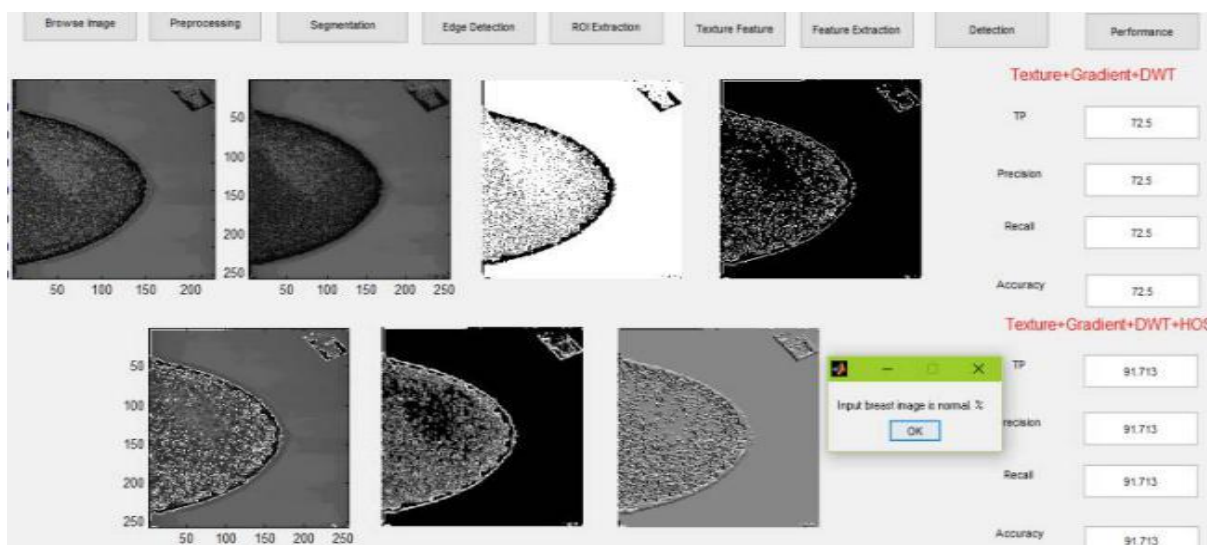 Browse Image Preprocessing Segmentation Edge Detection ROI Extraction Texture Feature Feature Extraction Detection Performance
Texture+Gradient+DWT
TP 72.5
Precision 72.5
Recall 72.5
Accuracy 72.5
50
100
150
200
250
50 100 150 200
50 100 150 200 250
Texture+Gradient+DWT+HOS
TP 91.713
recision 91.713
Recall 91.713
Accuracy 91.713
50
100
150
200
250
50 100 150 200 250
Input breast image is normal. %
OK